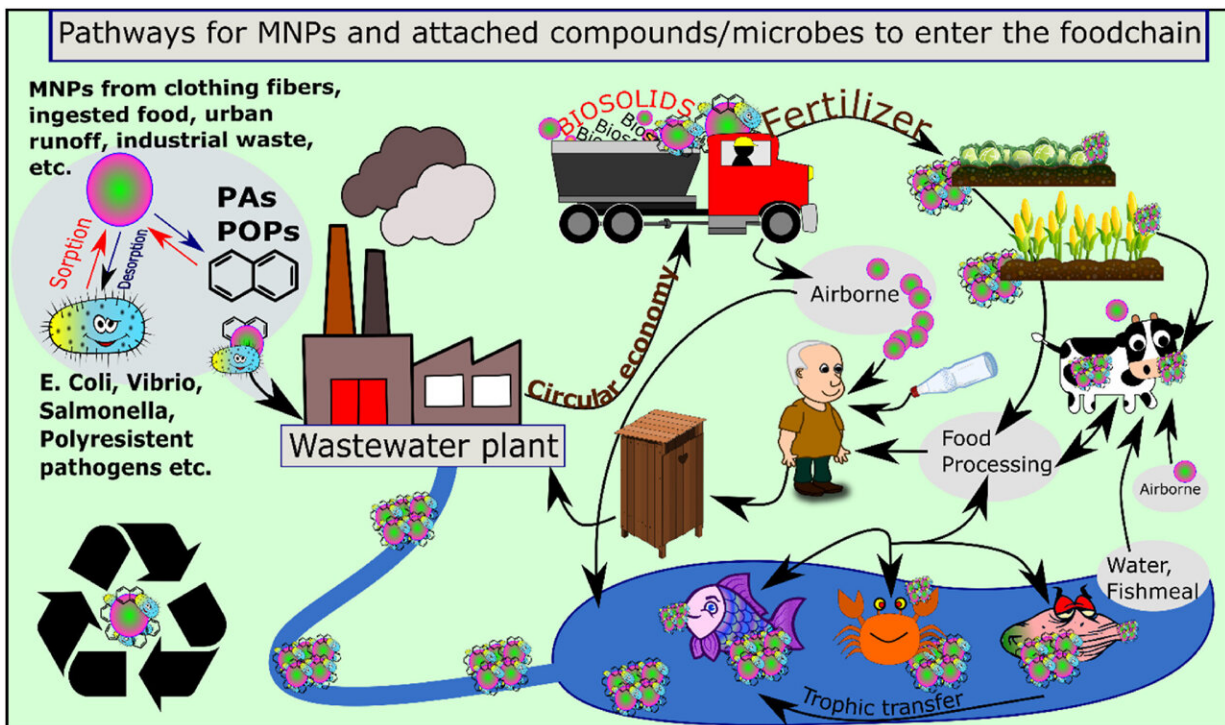 Pathways for MNPs and attached compounds/microbes to enter the foodchain
MNPs from clothing fibers,
ingested food, urban
runoff, industrial waste,
etc.
PAs
POPs
Sorption
Desorption
E. Coli, Vibrio,
Salmonella,
Polyresistent
pathogens etc.
Wastewater plant
Circular economy
BIOSOLIDS
Fertilizer
Airborne
Food
Processing
Airborne
Water,
Fishmeal
Trophic transfer